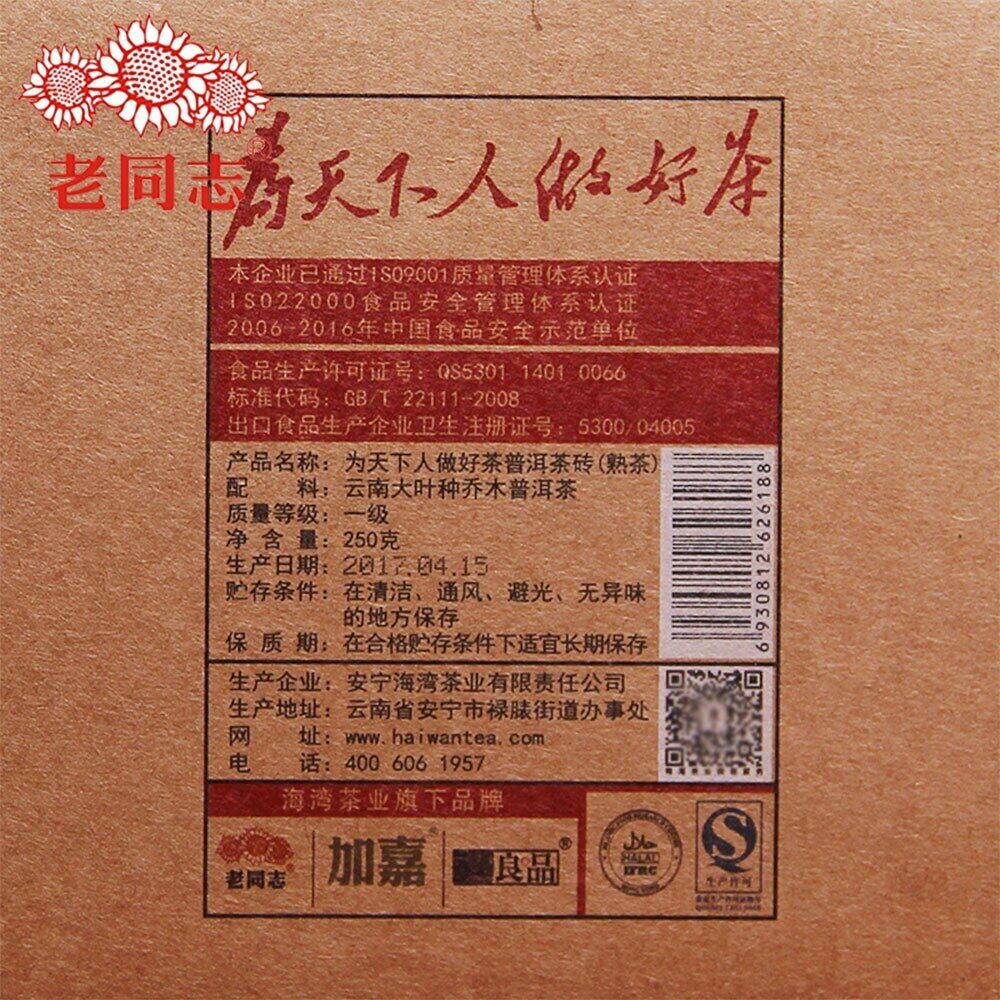 老同志®
为天下人做好茶
本企业已通过ISO9001质量管理体系认证
ISO22000食品安全管理体系认证
2006-2016年中国食品安全示范单位
食品生产许可证号：QS5301 1401 0066
标准代码：GB/T 22111-2008
出口食品生产企业卫生注册证号：5300/04005
产品名称：为天下人做好茶普洱茶砖(熟茶)
配 料：云南大叶种乔木普洱茶
质量等级：一级
净 含 量：250克
生产日期：2017.04.15
贮存条件：在清洁、通风、避光、无异味
的地方保存
保 质 期：在合格贮存条件下适宜长期保存
6930812626188
生产企业：安宁海湾茶业有限责任公司
生产地址：云南省安宁市禄脿街道办事处
网 址：www.haiwantea.com
电 话：400 606 1957
海湾茶业旗下品牌
老同志
加嘉®
良品®
HALAL
IFRC
生产许可